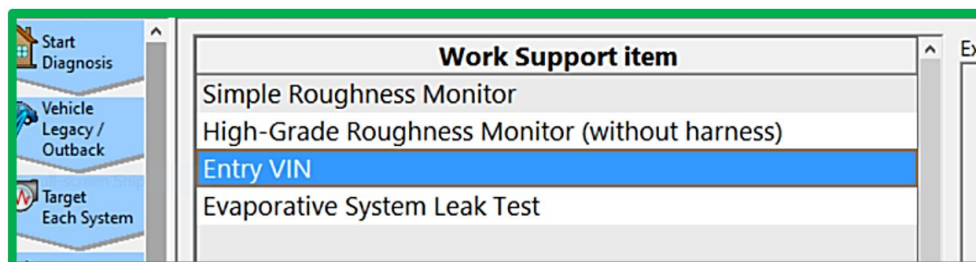 Start
Diagnosis
Vehicle
Legacy /
Outback
Target
Each System
Work Support item
Simple Roughness Monitor
High-Grade Roughness Monitor (without harness)
Entry VIN
Evaporative System Leak Test